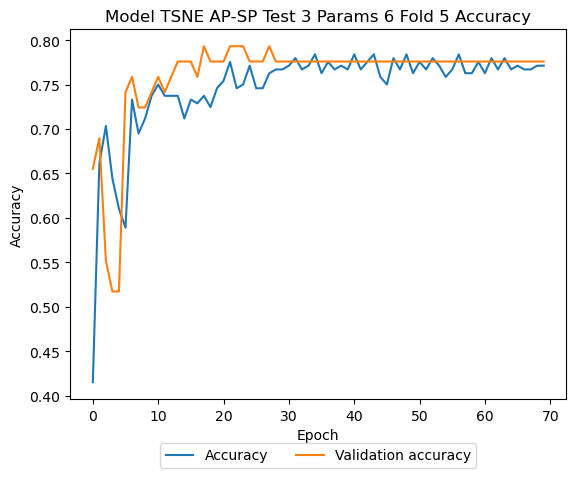 Model TSNE AP-SP Test 3 Params 6 Fold 5 Accuracy
0.80
0.75
0.70
0.65
0.60
0.55
0.50
0.45
0.40
Accuracy
0 10 20 30 40 50 60 70
Epoch
Accuracy Validation accuracy